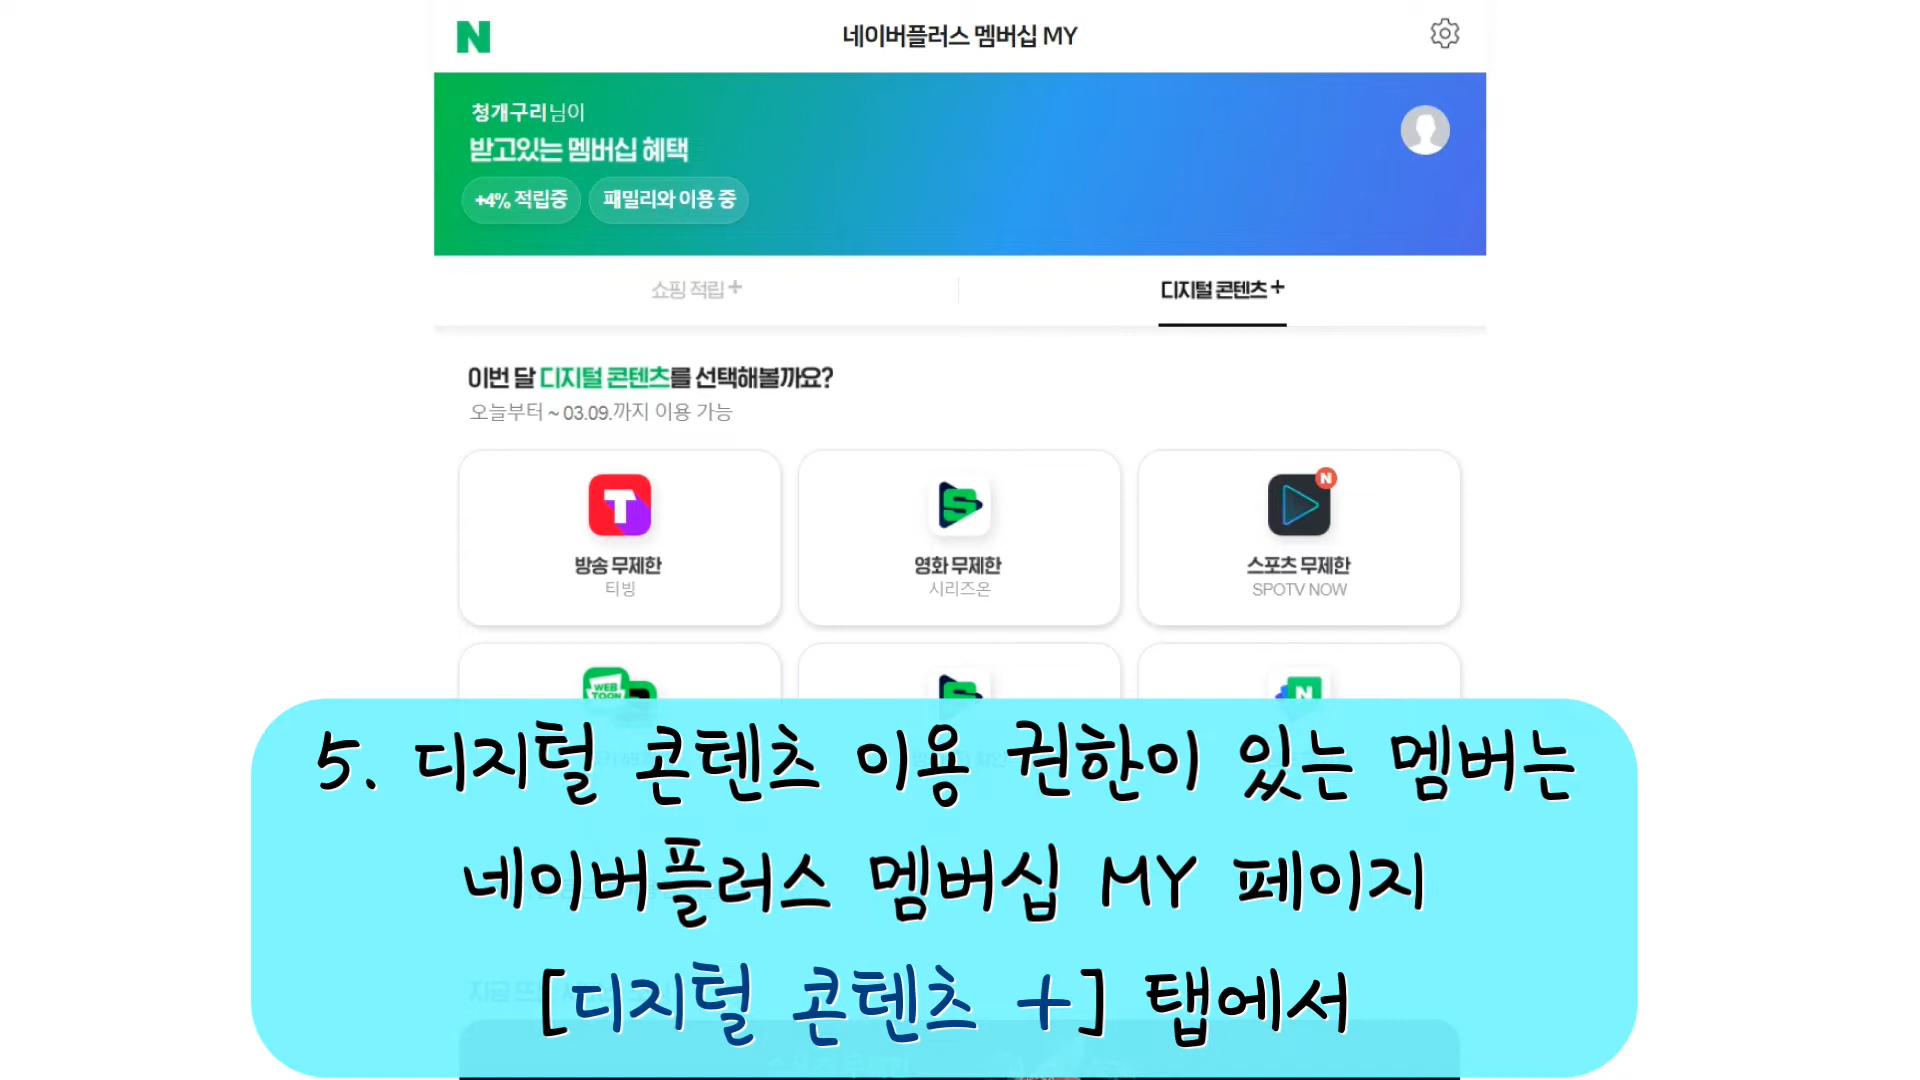 네이버플러스 멤버십 MY
청개구리님이
받고있는 멤버십 혜택
+4% 적립중 패밀리와 이용 중
쇼핑 적립+ 디지털 콘텐츠+
이번 달 디지털 콘텐츠를 선택해볼까요?
오늘부터 ~ 03.09.까지 이용 가능
방송 무제한 영화 무제한 스포츠 무제한
티빙 시리즈온 SPOTV NOW
WEB
TOON
5. 디지털 콘텐츠 이용 권한이 있는 멤버는
네이버플러스 멤버십 MY 페이지
[디지털 콘텐츠 +] 탭에서